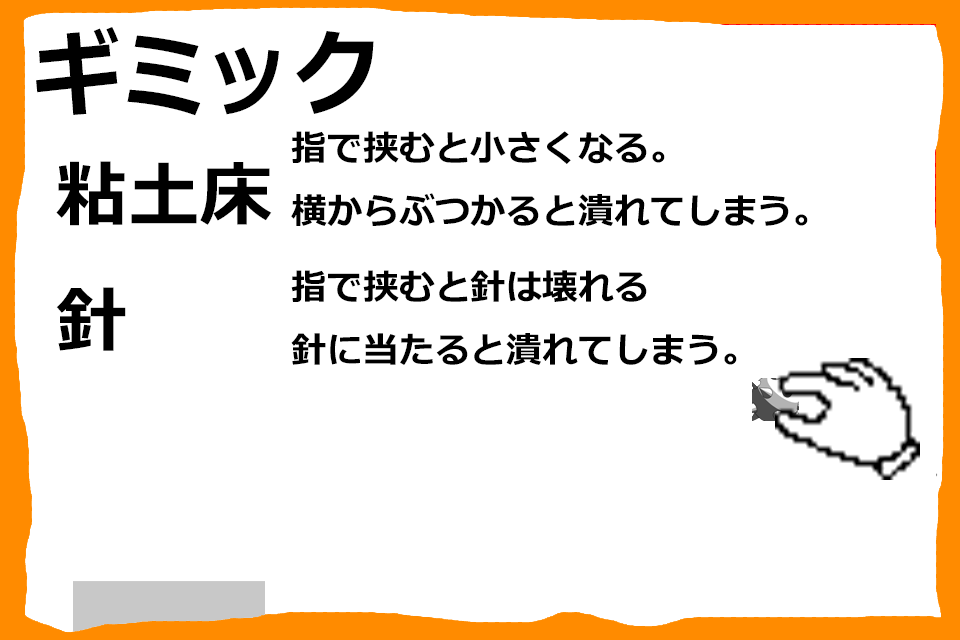 ギミック
粘土床
指で挟むと小さくなる。
横からぶつかると潰れてしまう。
針
指で挟むと針は壊れる
針に当たると潰れてしまう。